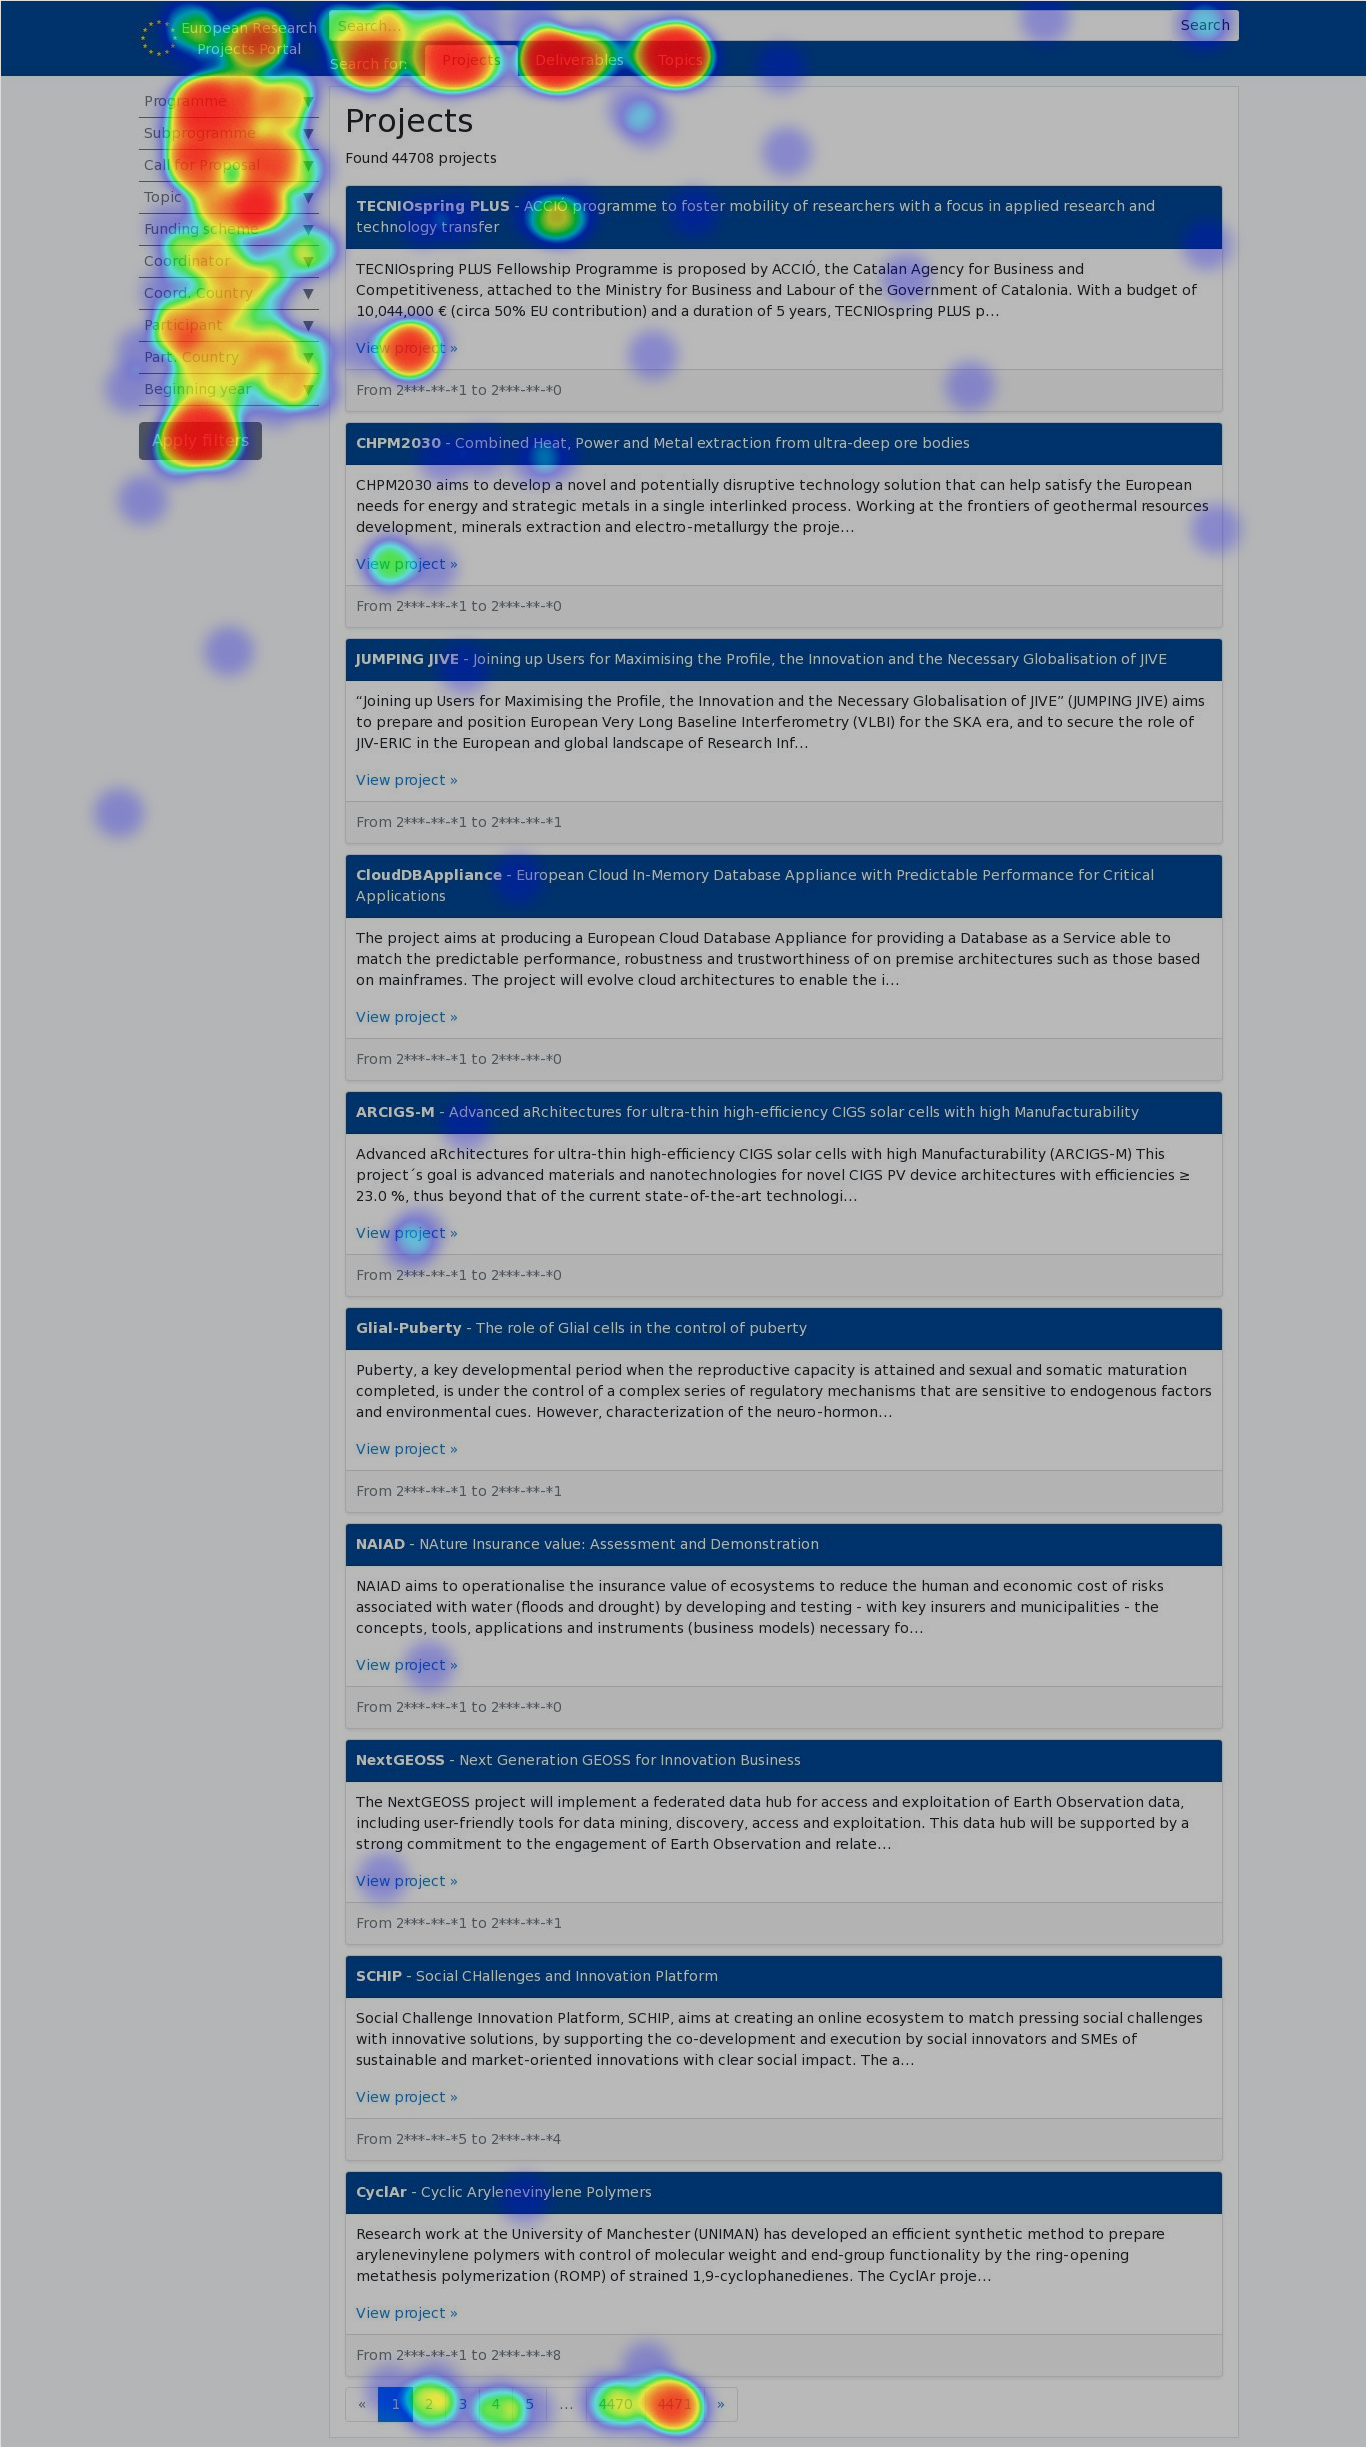 European Research
Projects Portal
Search...
Search
Search for:
Projects
Deliverables
Topics
Programme ▼
Subprogramme ▼
Call for Proposal ▼
Topic ▼
Funding scheme ▼
Coordinator ▼
Coord. Country ▼
Participant ▼
Part. Country ▼
Beginning year ▼
Apply filters
Projects
Found 44708 projects
TECNIOspring PLUS - ACCIÓ programme to foster mobility of researchers with a focus in applied research and
technology transfer
TECNIOspring PLUS Fellowship Programme is proposed by ACCIÓ, the Catalan Agency for Business and
Competitiveness, attached to the Ministry for Business and Labour of the Government of Catalonia. With a budget of
10,044,000 € (circa 50% EU contribution) and a duration of 5 years, TECNIOspring PLUS p...
View project »
From 2***-**-*1 to 2***-**-*0
CHPM2030 - Combined Heat, Power and Metal extraction from ultra-deep ore bodies
CHPM2030 aims to develop a novel and potentially disruptive technology solution that can help satisfy the European
needs for energy and strategic metals in a single interlinked process. Working at the frontiers of geothermal resources
development, minerals extraction and electro-metallurgy the proje...
View project »
From 2***-**-*1 to 2***-**-*0
JUMPING JIVE - Joining up Users for Maximising the Profile, the Innovation and the Necessary Globalisation of JIVE
“Joining up Users for Maximising the Profile, the Innovation and the Necessary Globalisation of JIVE” (JUMPING JIVE) aims
to prepare and position European Very Long Baseline Interferometry (VLBI) for the SKA era, and to secure the role of
JIV-ERIC in the European and global landscape of Research Inf...
View project »
From 2***-**-*1 to 2***-**-*1
CloudDBAppliance - European Cloud In-Memory Database Appliance with Predictable Performance for Critical
Applications
The project aims at producing a European Cloud Database Appliance for providing a Database as a Service able to
match the predictable performance, robustness and trustworthiness of on premise architectures such as those based
on mainframes. The project will evolve cloud architectures to enable the i...
View project »
From 2***-**-*1 to 2***-**-*0
ARCIGS-M - Advanced aRchitectures for ultra-thin high-efficiency CIGS solar cells with high Manufacturability
Advanced aRchitectures for ultra-thin high-efficiency CIGS solar cells with high Manufacturability (ARCIGS-M) This
project´s goal is advanced materials and nanotechnologies for novel CIGS PV device architectures with efficiencies ≥
23.0 %, thus beyond that of the current state-of-the-art technologi...
View project »
From 2***-**-*1 to 2***-**-*0
Glial-Puberty - The role of Glial cells in the control of puberty
Puberty, a key developmental period when the reproductive capacity is attained and sexual and somatic maturation
completed, is under the control of a complex series of regulatory mechanisms that are sensitive to endogenous factors
and environmental cues. However, characterization of the neuro-hormon...
View project »
From 2***-**-*1 to 2***-**-*1
NAIAD - NAture Insurance value: Assessment and Demonstration
NAIAD aims to operationalise the insurance value of ecosystems to reduce the human and economic cost of risks
associated with water (floods and drought) by developing and testing - with key insurers and municipalities - the
concepts, tools, applications and instruments (business models) necessary fo...
View project »
From 2***-**-*1 to 2***-**-*0
NextGEOSS - Next Generation GEOSS for Innovation Business
The NextGEOSS project will implement a federated data hub for access and exploitation of Earth Observation data,
including user-friendly tools for data mining, discovery, access and exploitation. This data hub will be supported by a
strong commitment to the engagement of Earth Observation and relate...
View project »
From 2***-**-*1 to 2***-**-*1
SCHIP - Social CHallenges and Innovation Platform
Social Challenge Innovation Platform, SCHIP, aims at creating an online ecosystem to match pressing social challenges
with innovative solutions, by supporting the co-development and execution by social innovators and SMEs of
sustainable and market-oriented innovations with clear social impact. The a...
View project »
From 2***-**-*5 to 2***-**-*4
CyclAr - Cyclic Arylenevinylene Polymers
Research work at the University of Manchester (UNIMAN) has developed an efficient synthetic method to prepare
arylenevinylene polymers with control of molecular weight and end-group functionality by the ring-opening
metathesis polymerization (ROMP) of strained 1,9-cyclophanedienes. The CyclAr proje...
View project »
From 2***-**-*1 to 2***-**-*8
« 1 2 3 4 5 ... 4470 4471 »